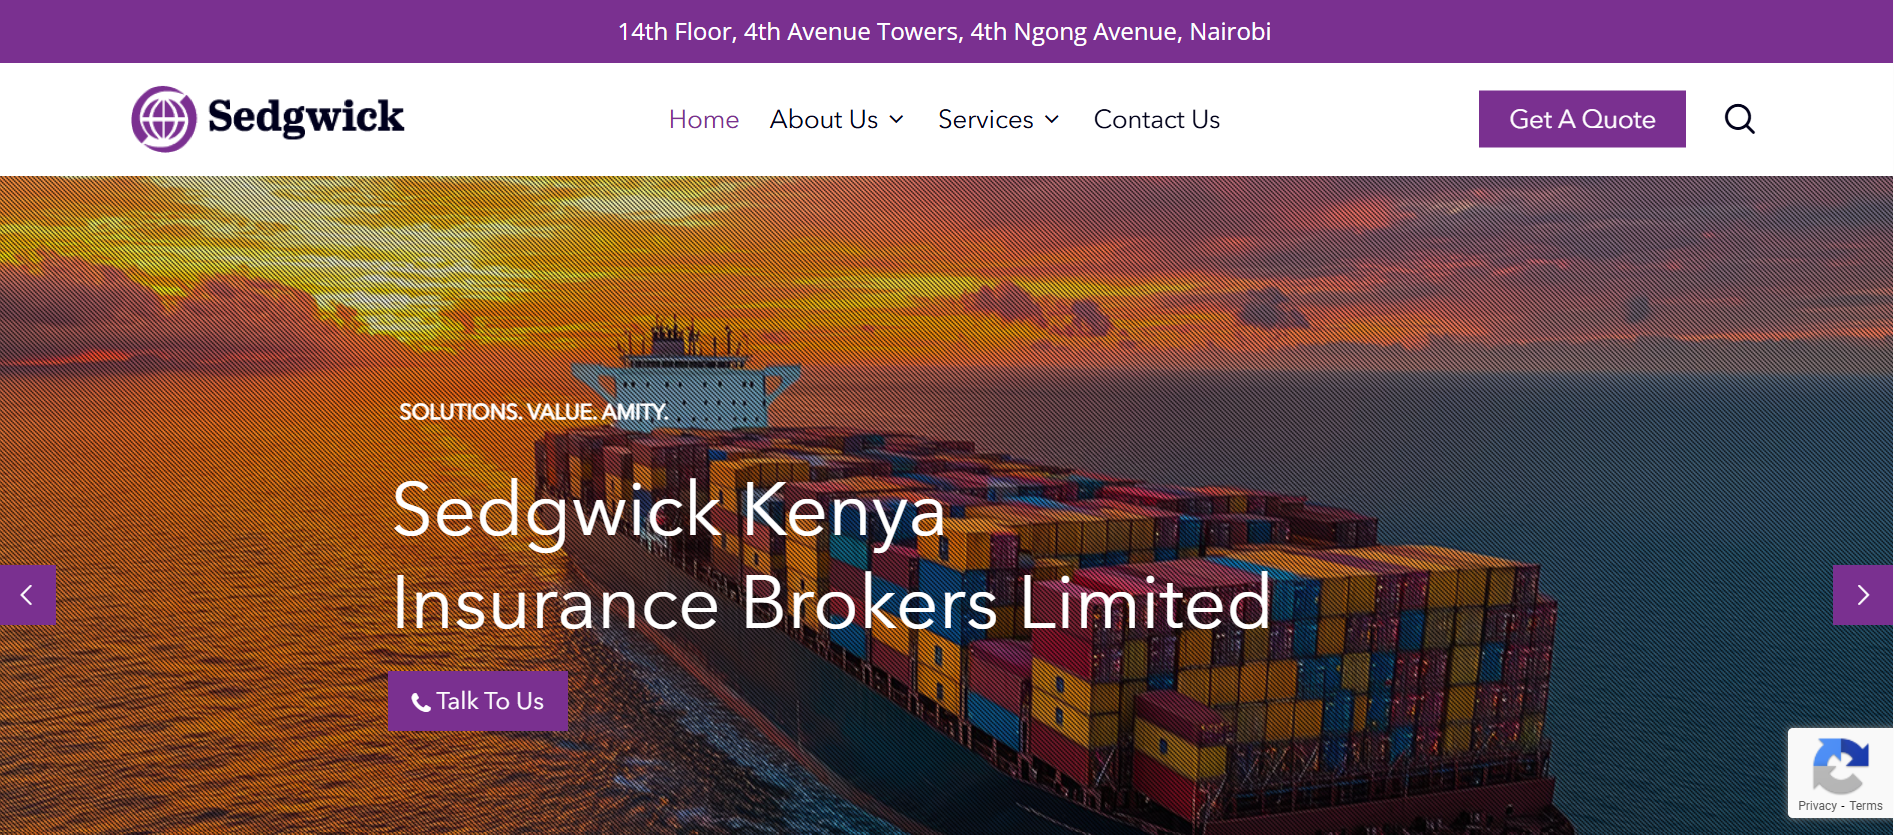 14th Floor, 4th Avenue Towers, 4th Ngong Avenue, Nairobi
Sedgwick
Home About Us Services Contact Us
Get A Quote
SOLUTIONS. VALUE. AMITY.
Sedgwick Kenya
Insurance Brokers Limited
Talk To Us
Privacy - Terms